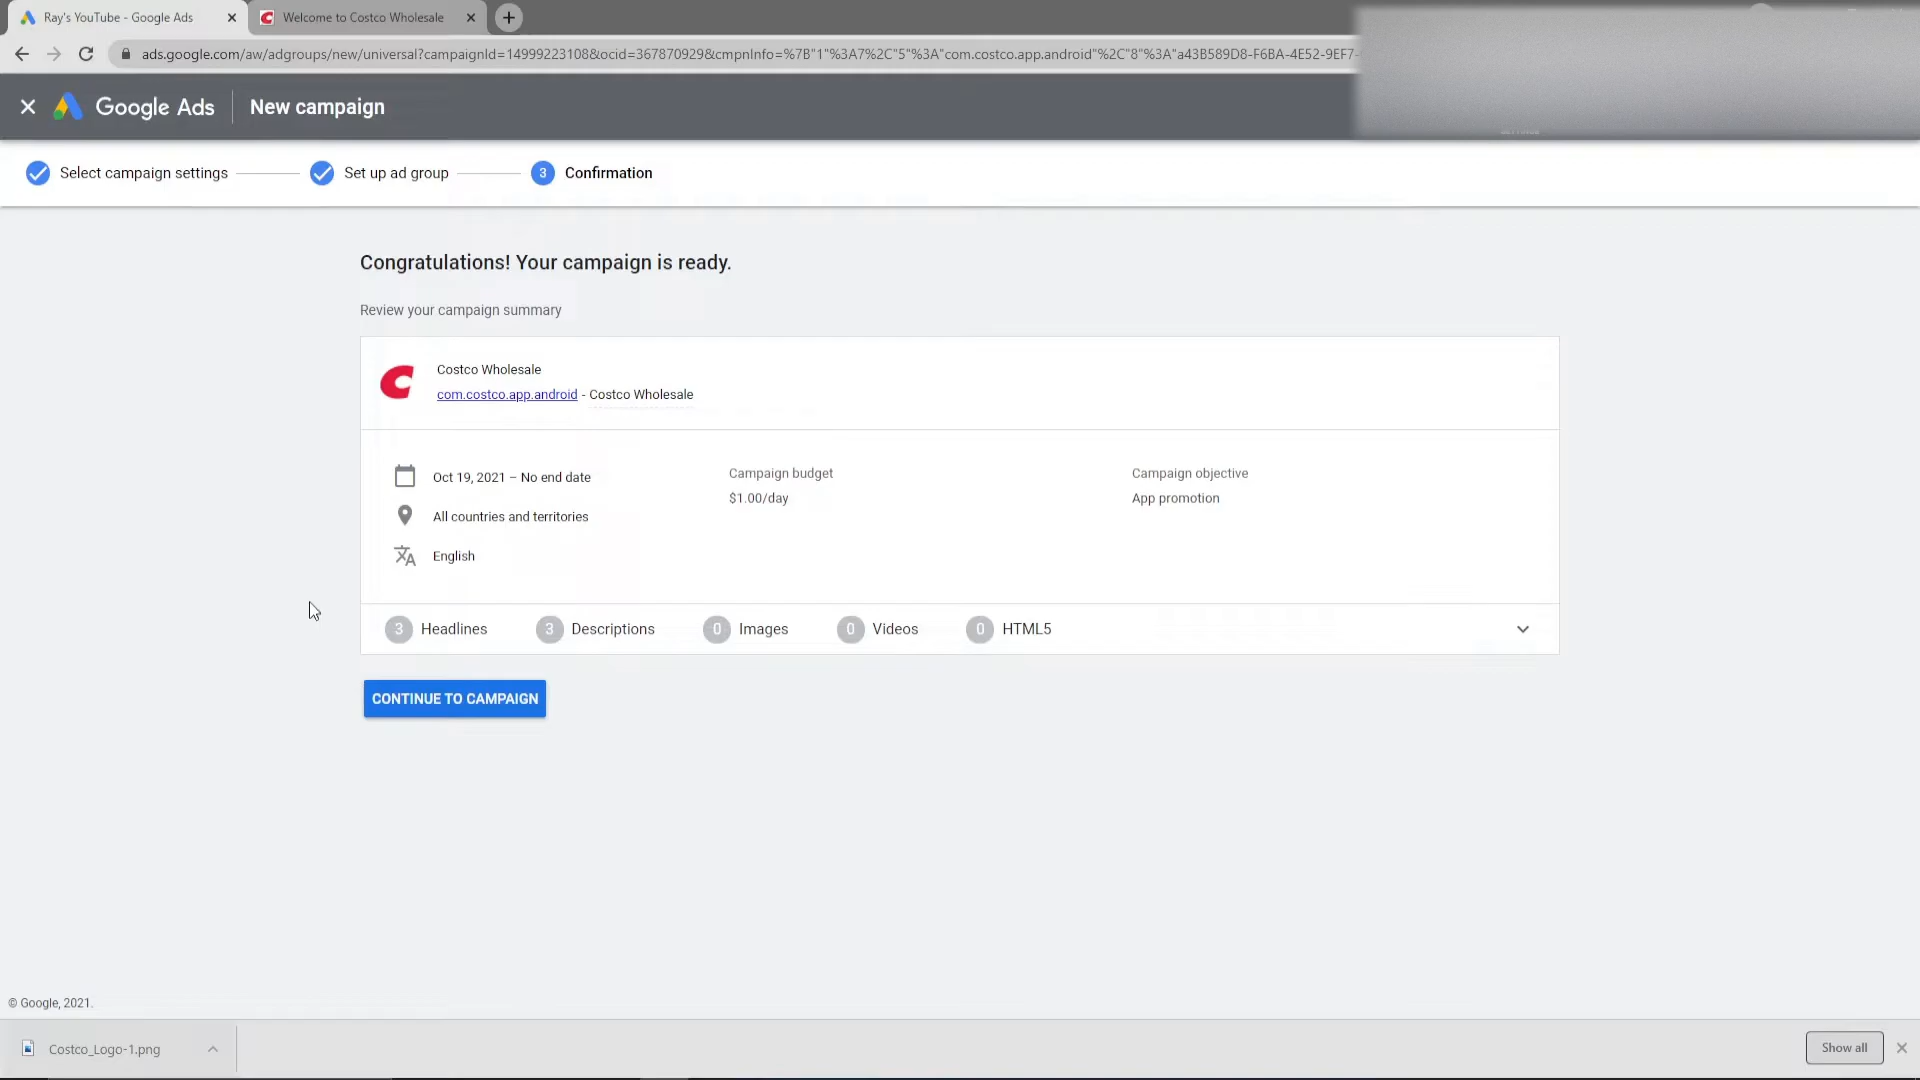 Ray's YouTube - Google Ads
Welcome to Costco Wholesale
ads.google.com/aw/adgroups/new/universal?campaignId=14999223108&ocid=367870929&cmpnInfo=%7B"1"%3A7%2C"5"%3A"com.costco.app.android"%2C"8"%3A"a43B589D8-F6BA-4E52-9EF7-
Google Ads
New campaign
Select campaign settings
Set up ad group
3 Confirmation
Congratulations! Your campaign is ready.
Review your campaign summary
Costco Wholesale
com.costco.app.android - Costco Wholesale
Oct 19, 2021 – No end date
All countries and territories
English
Campaign budget
$1.00/day
Campaign objective
App promotion
3 Headlines
3 Descriptions
0 Images
0 Videos
0 HTML5
CONTINUE TO CAMPAIGN
© Google, 2021.
Costco_Logo-1.png
Show all